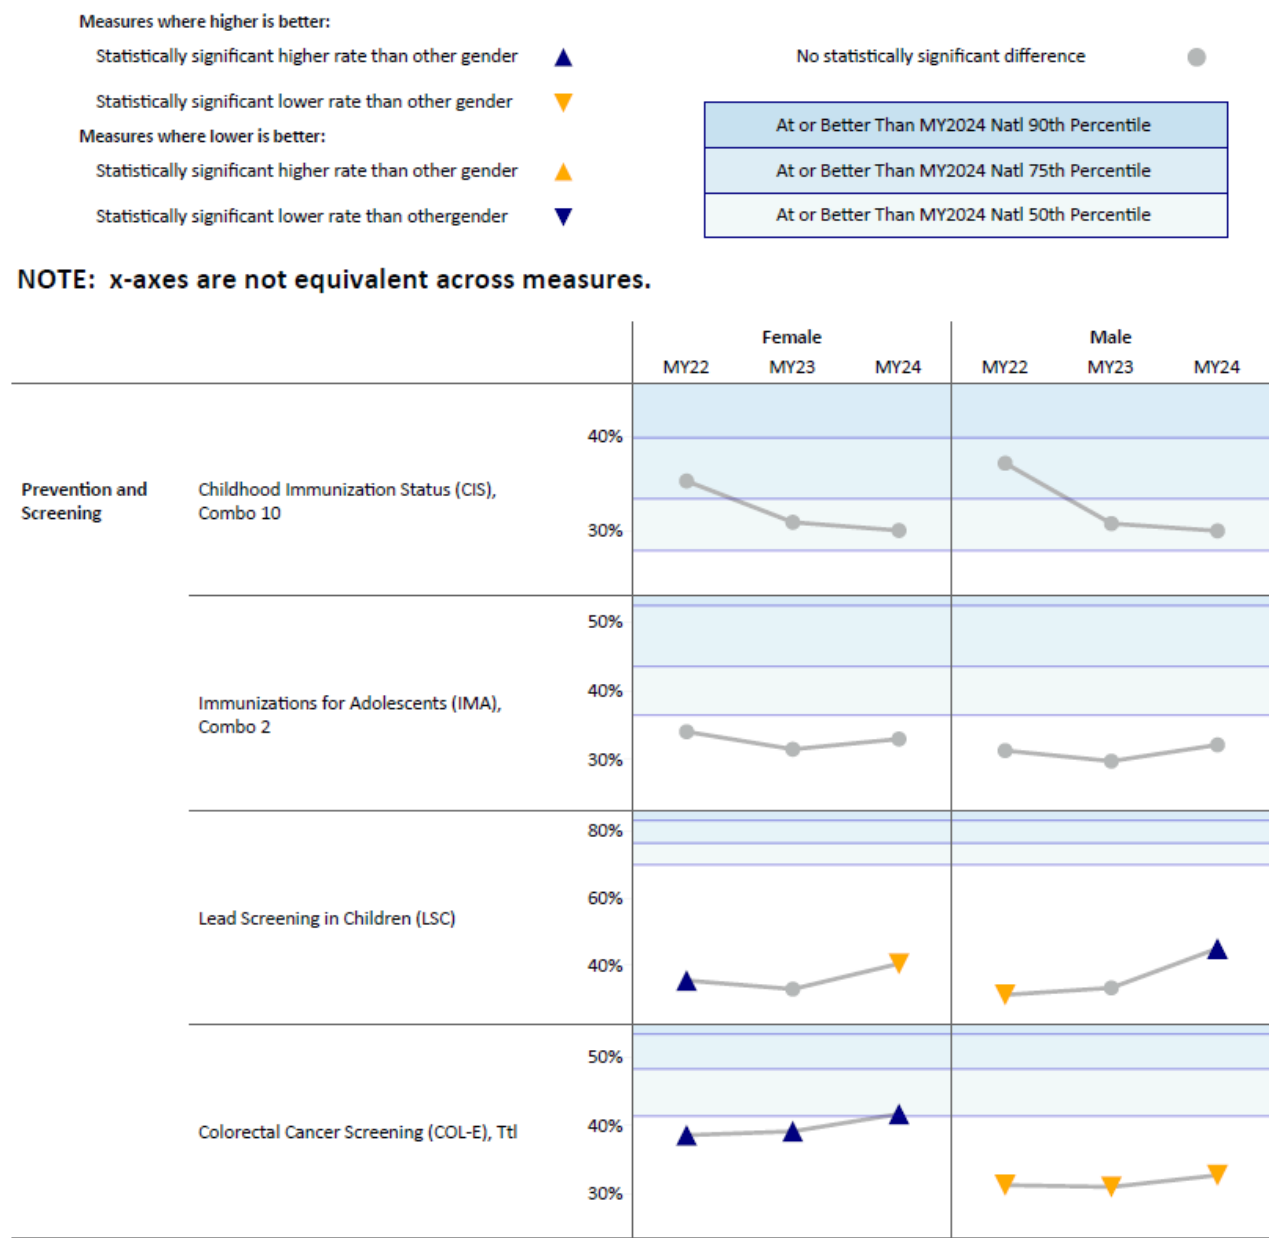 Measures where higher is better:
Statistically significant higher rate than other gender
No statistically significant difference
Statistically significant lower rate than other gender
Measures where lower is better:
Statistically significant higher rate than other gender
Statistically significant lower rate than othergender
At or Better Than MY2024 Natl 90th Percentile
At or Better Than MY2024 Natl 75th Percentile
At or Better Than MY2024 Natl 50th Percentile
NOTE: x-axes are not equivalent across measures.
Female
Male
MY22 MY23 MY24 MY22 MY23 MY24
Prevention and
Screening
Childhood Immunization Status (CIS),
Combo 10
40%
30%
Immunizations for Adolescents (IMA),
Combo 2
50%
40%
30%
Lead Screening in Children (LSC)
80%
60%
40%
Colorectal Cancer Screening (COL-E), Ttl
50%
40%
30%